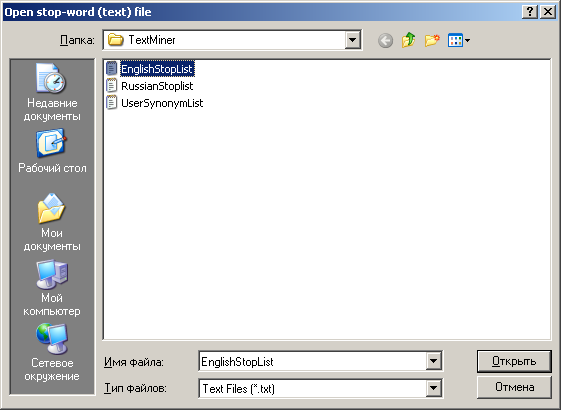 Open stop-word (text) file
Папка: TextMiner
EnglishStopList
RussianStoplist
UserSynonymList
Недавние
документы
Рабочий стол
Мои
документы
Мой
компьютер
Сетевое
окружение
Имя файла: EnglishStopList Открыть
Тип файлов: Text Files (*.txt) Отмена